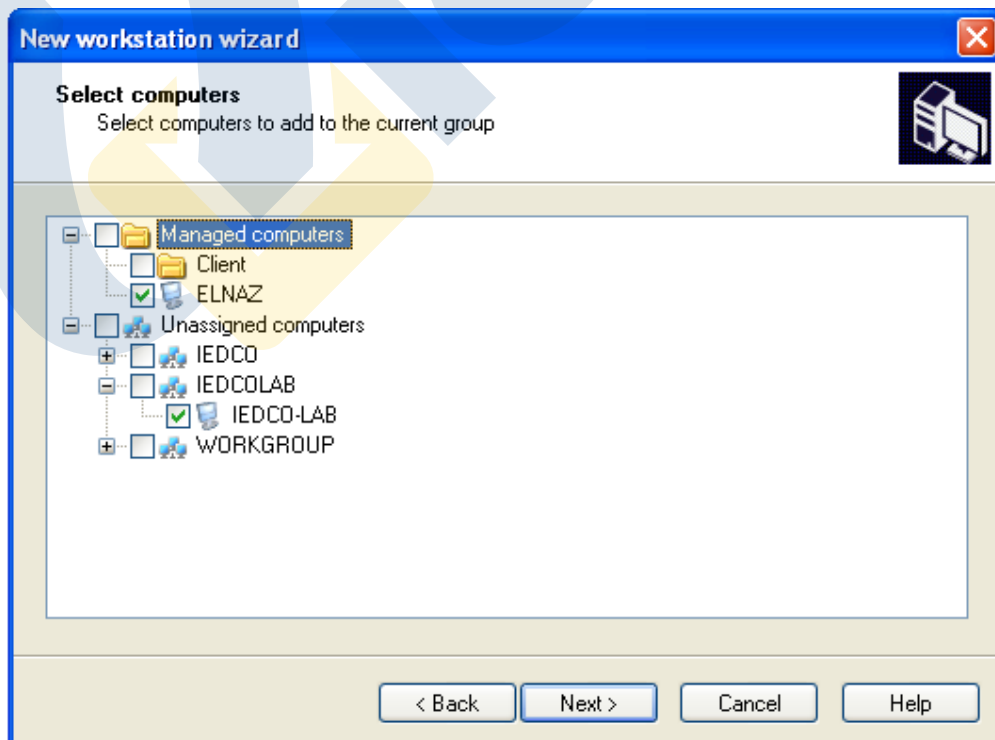 New workstation wizard
Select computers
Select computers to add to the current group
Managed computers
Client
ELNAZ
Unassigned computers
IEDCO
IEDCOLAB
IEDCO-LAB
WORKGROUP
< Back Next > Cancel Help